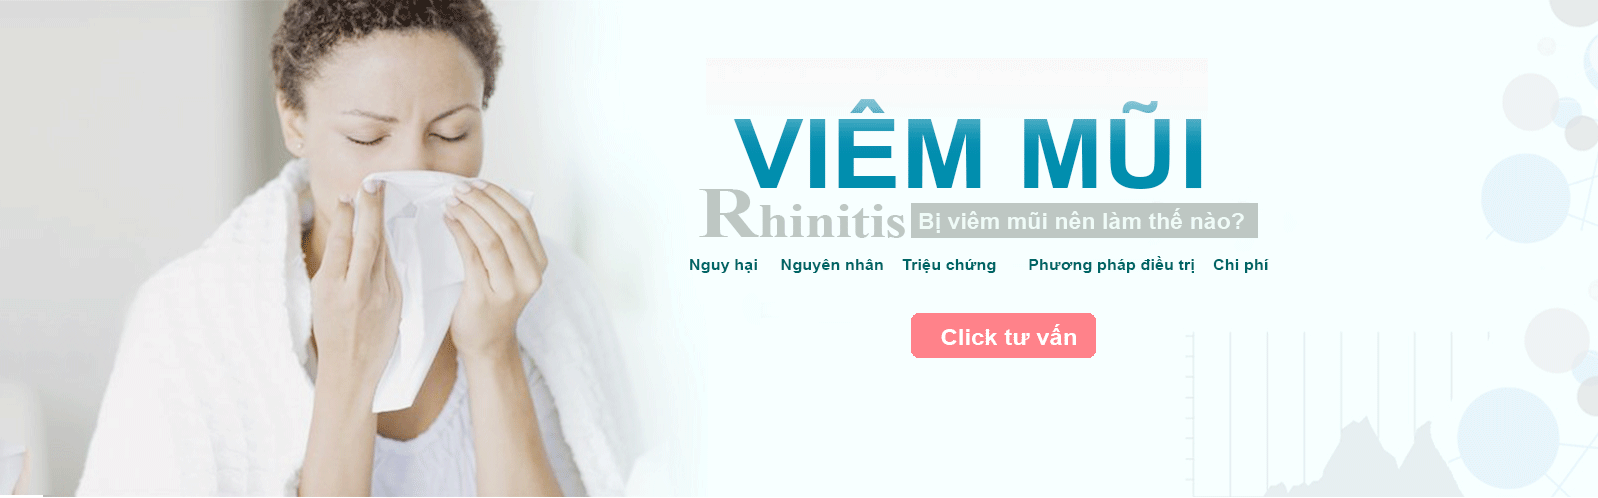 VIÊM MŨI
Rhinitis Bị viêm mũi nên làm thế nào?
Nguy hại Nguyên nhân Triệu chứng Phương pháp điều trị Chi phí
Click tư vấn